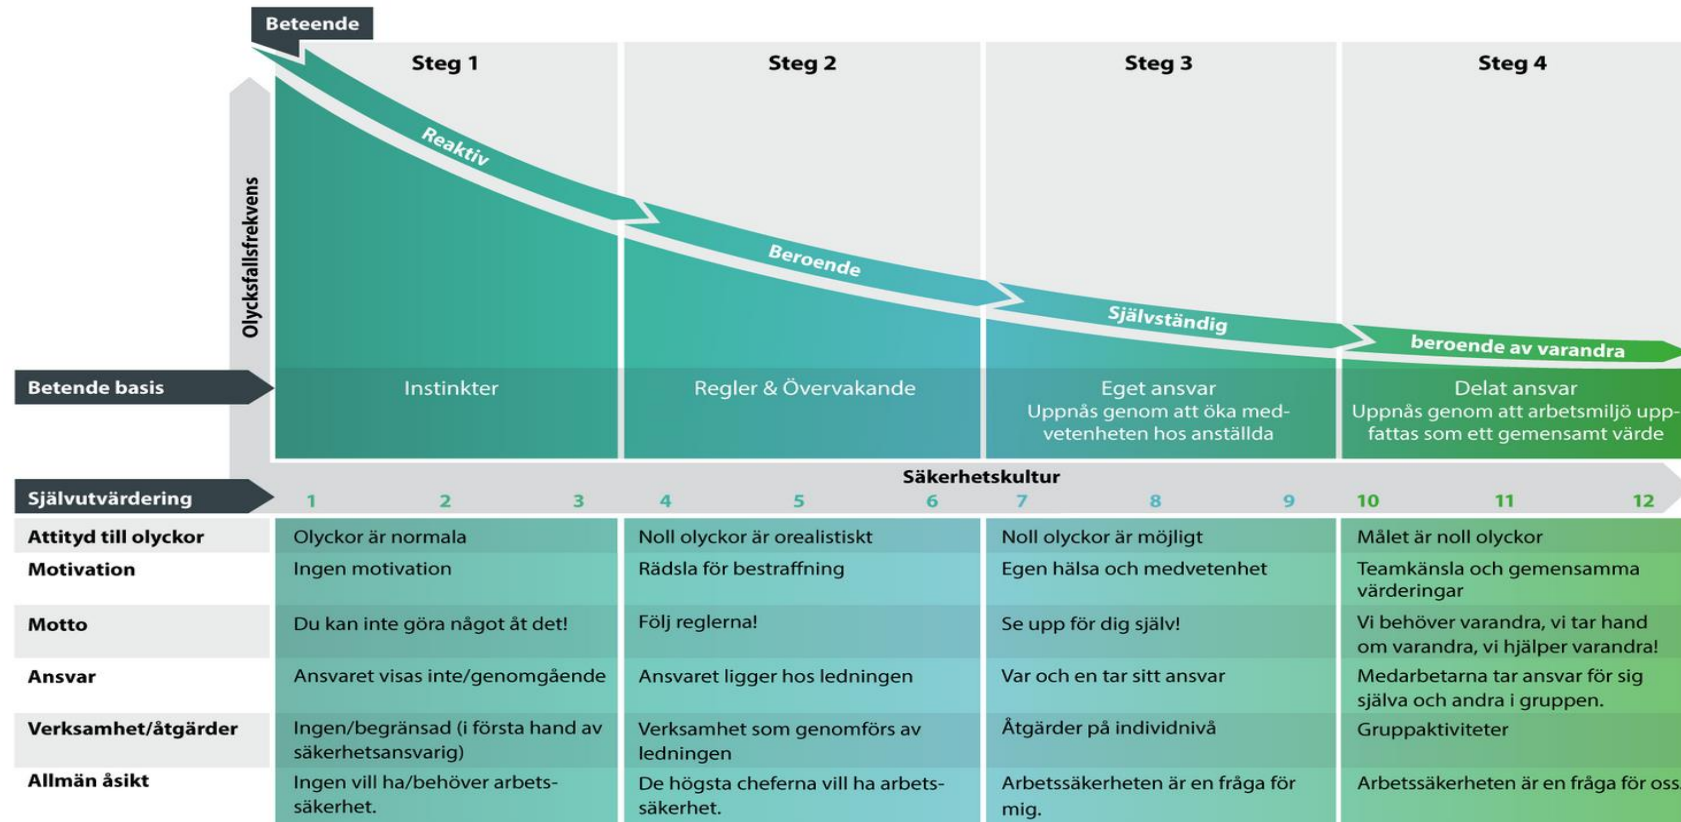 Beteende
Steg 1
Steg 2
Steg 3
Steg 4
Olycksfallsfrekvens
Reaktiv
Beroende
Självständig
beroende av varandra
Betende basis
Instinkter
Regler & Övervakande
Eget ansvar
Uppnås genom att öka med-
vetenheten hos anställda
Delat ansvar
Uppnås genom att arbetsmiljö upp-
fattas som ett gemensamt värde
Säkerhetskultur
Självutvärdering
1 2 3 4 5 6 7 8 9 10 11 12
Attityd till olyckor
Olyckor är normala
Noll olyckor är orealistiskt
Noll olyckor är möjligt
Målet är noll olyckor
Motivation
Ingen motivation
Rädsla för bestraffning
Egen hälsa och medvetenhet
Teamkänsla och gemensamma
värderingar
Motto
Du kan inte göra något åt det!
Följ reglerna!
Se upp för dig själv!
Vi behöver varandra, vi tar hand
om varandra, vi hjälper varandra!
Ansvar
Ansvaret visas inte/genomgående
Ansvaret ligger hos ledningen
Var och en tar sitt ansvar
Medarbetarna tar ansvar för sig
själva och andra i gruppen.
Verksamhet/åtgärder
Ingen/begränsad (i första hand av
säkerhetsansvarig)
Verksamhet som genomförs av
ledningen
Åtgärder på individnivå
Gruppaktiviteter
Allmän åsikt
Ingen vill ha/behöver arbets-
säkerhet.
De högsta cheferna vill ha arbets-
säkerhet.
Arbetssäkerheten är en fråga för
mig.
Arbetssäkerheten är en fråga för oss.